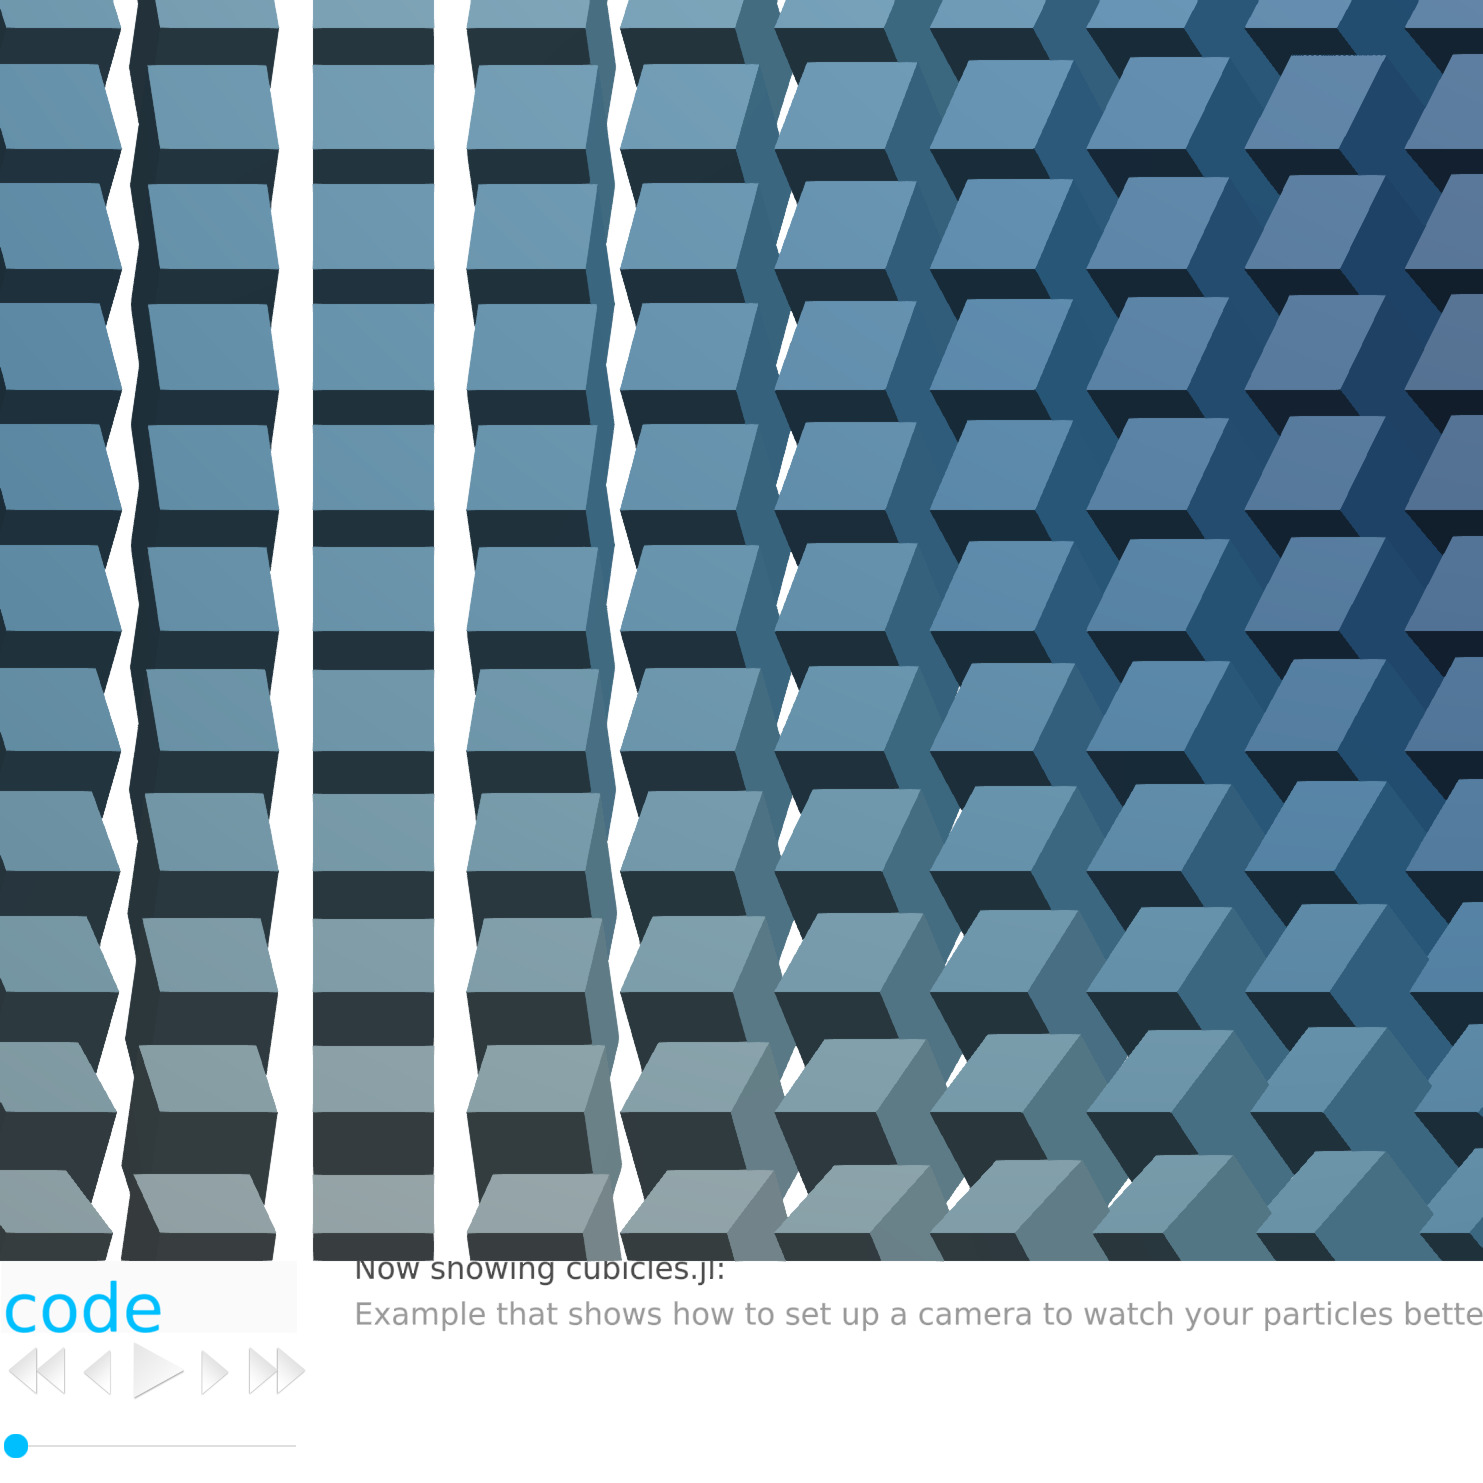 Now showing cubicles.jl:
code
Example that shows how to set up a camera to watch your particles bette